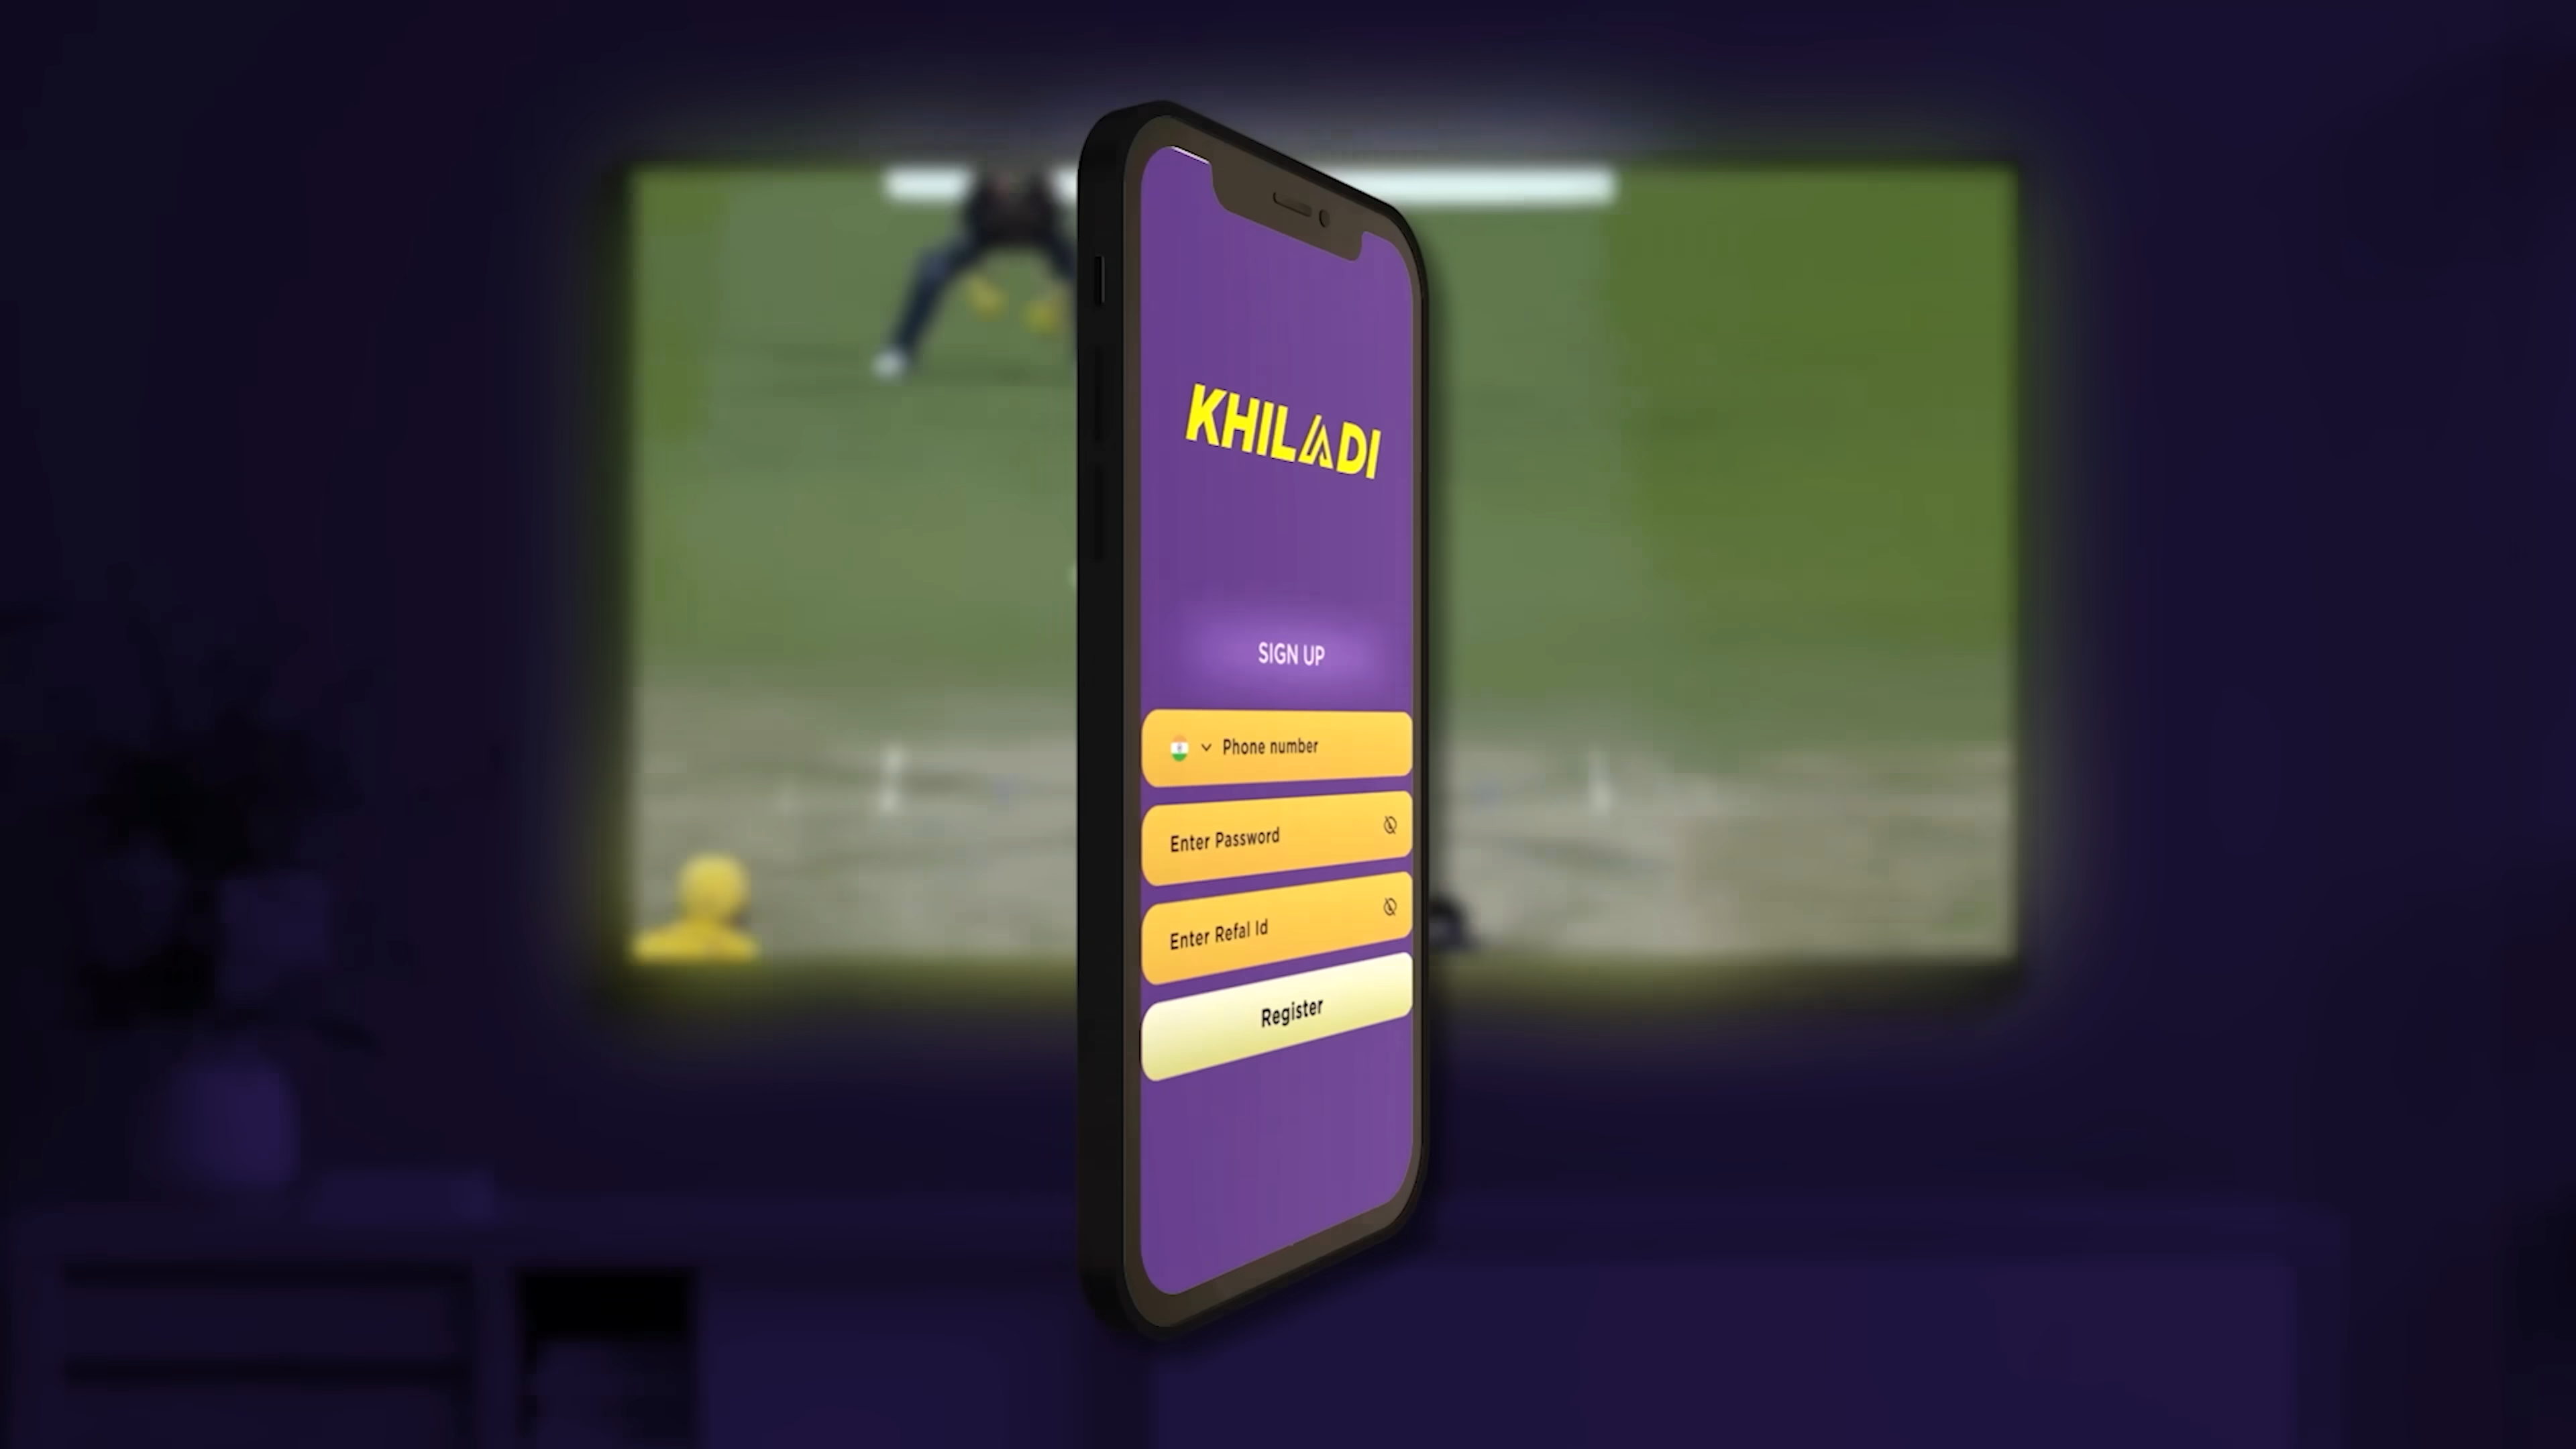 KHILADI
SIGN UP
Phone number
Enter Password
Enter Refal Id
Register